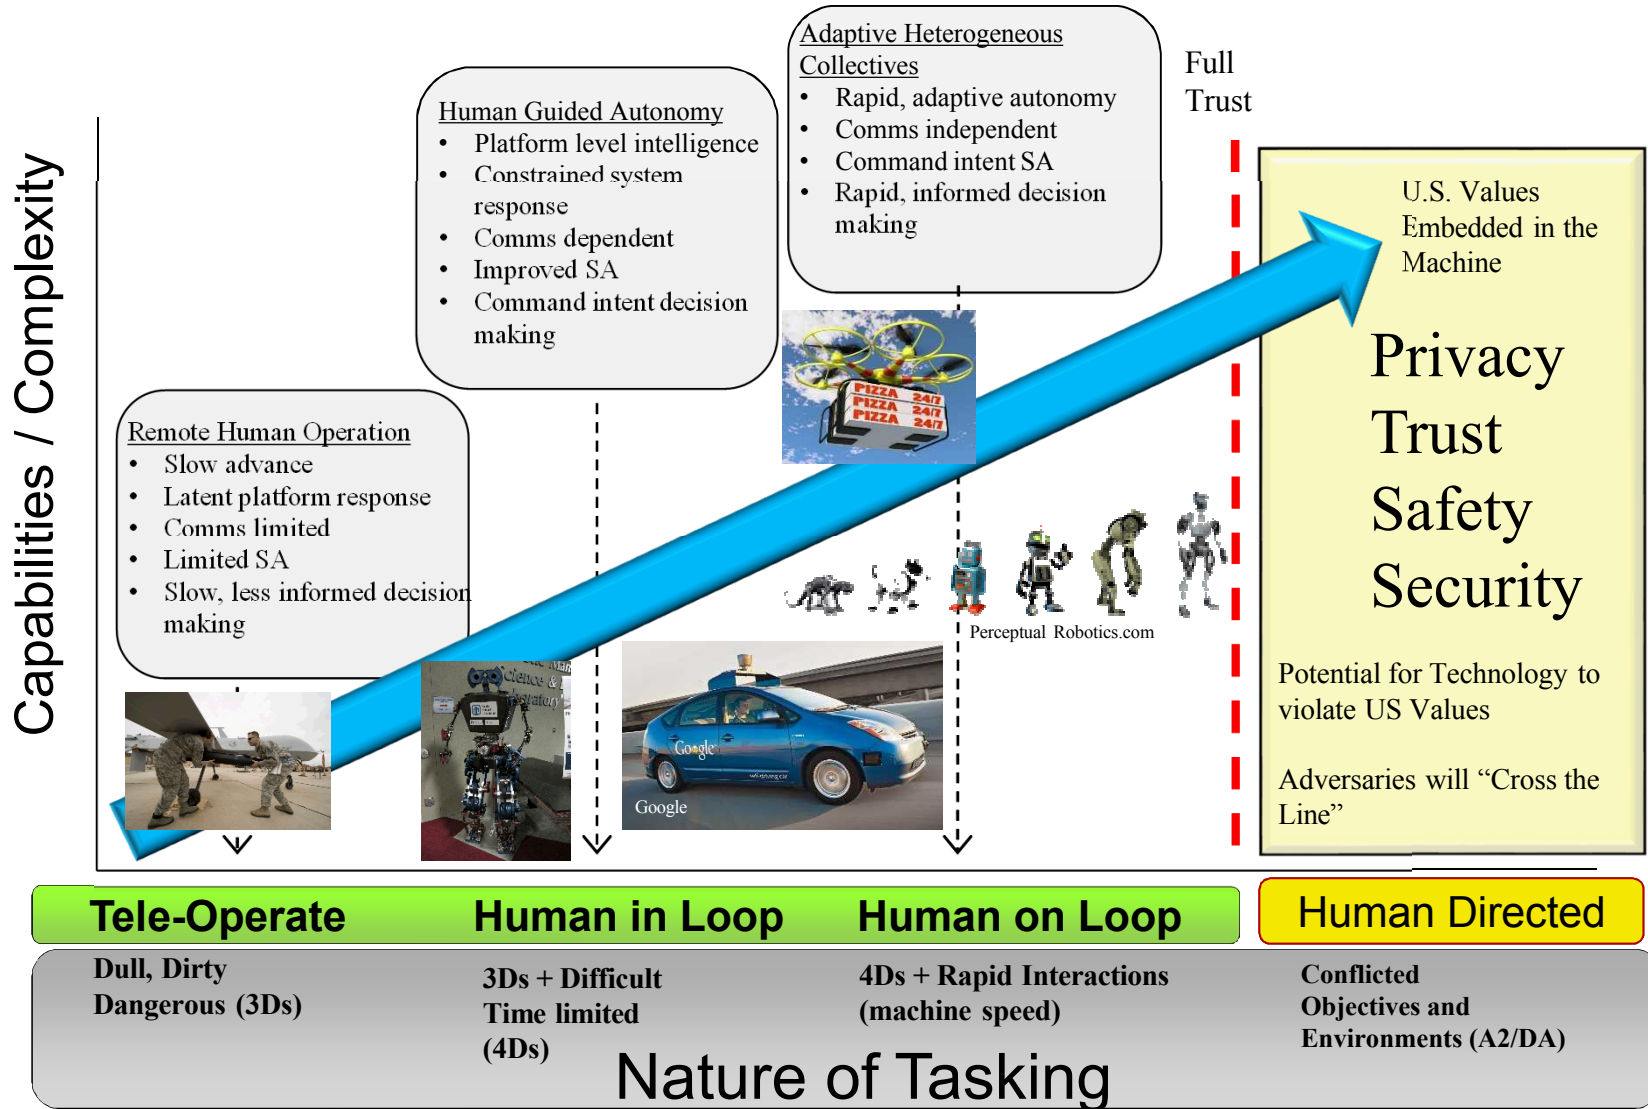 Capabilities / Complexity
Remote Human Operation
• Slow advance
• Latent platform response
• Comms limited
• Limited SA
• Slow, less informed decision
making
Human Guided Autonomy
• Platform level intelligence
• Constrained system
response
• Comms dependent
• Improved SA
• Command intent decision
making
Adaptive Heterogeneous
Collectives
• Rapid, adaptive autonomy
• Comms independent
• Command intent SA
• Rapid, informed decision
making
Full
Trust
U.S. Values
Embedded in the
Machine
Privacy
Trust
Safety
Security
Potential for Technology to
violate US Values
Adversaries will “Cross the
Line”
PIZZA 24/7
PIZZA 24/7
PIZZA 24/7
Perceptual Robotics.com
cience &
Google
Google
Tele-Operate
Human in Loop
Human on Loop
Human Directed
Dull, Dirty
Dangerous (3Ds)
3Ds + Difficult
Time limited
(4Ds)
4Ds + Rapid Interactions
(machine speed)
Conflicted
Objectives and
Environments (A2/DA)
Nature of Tasking